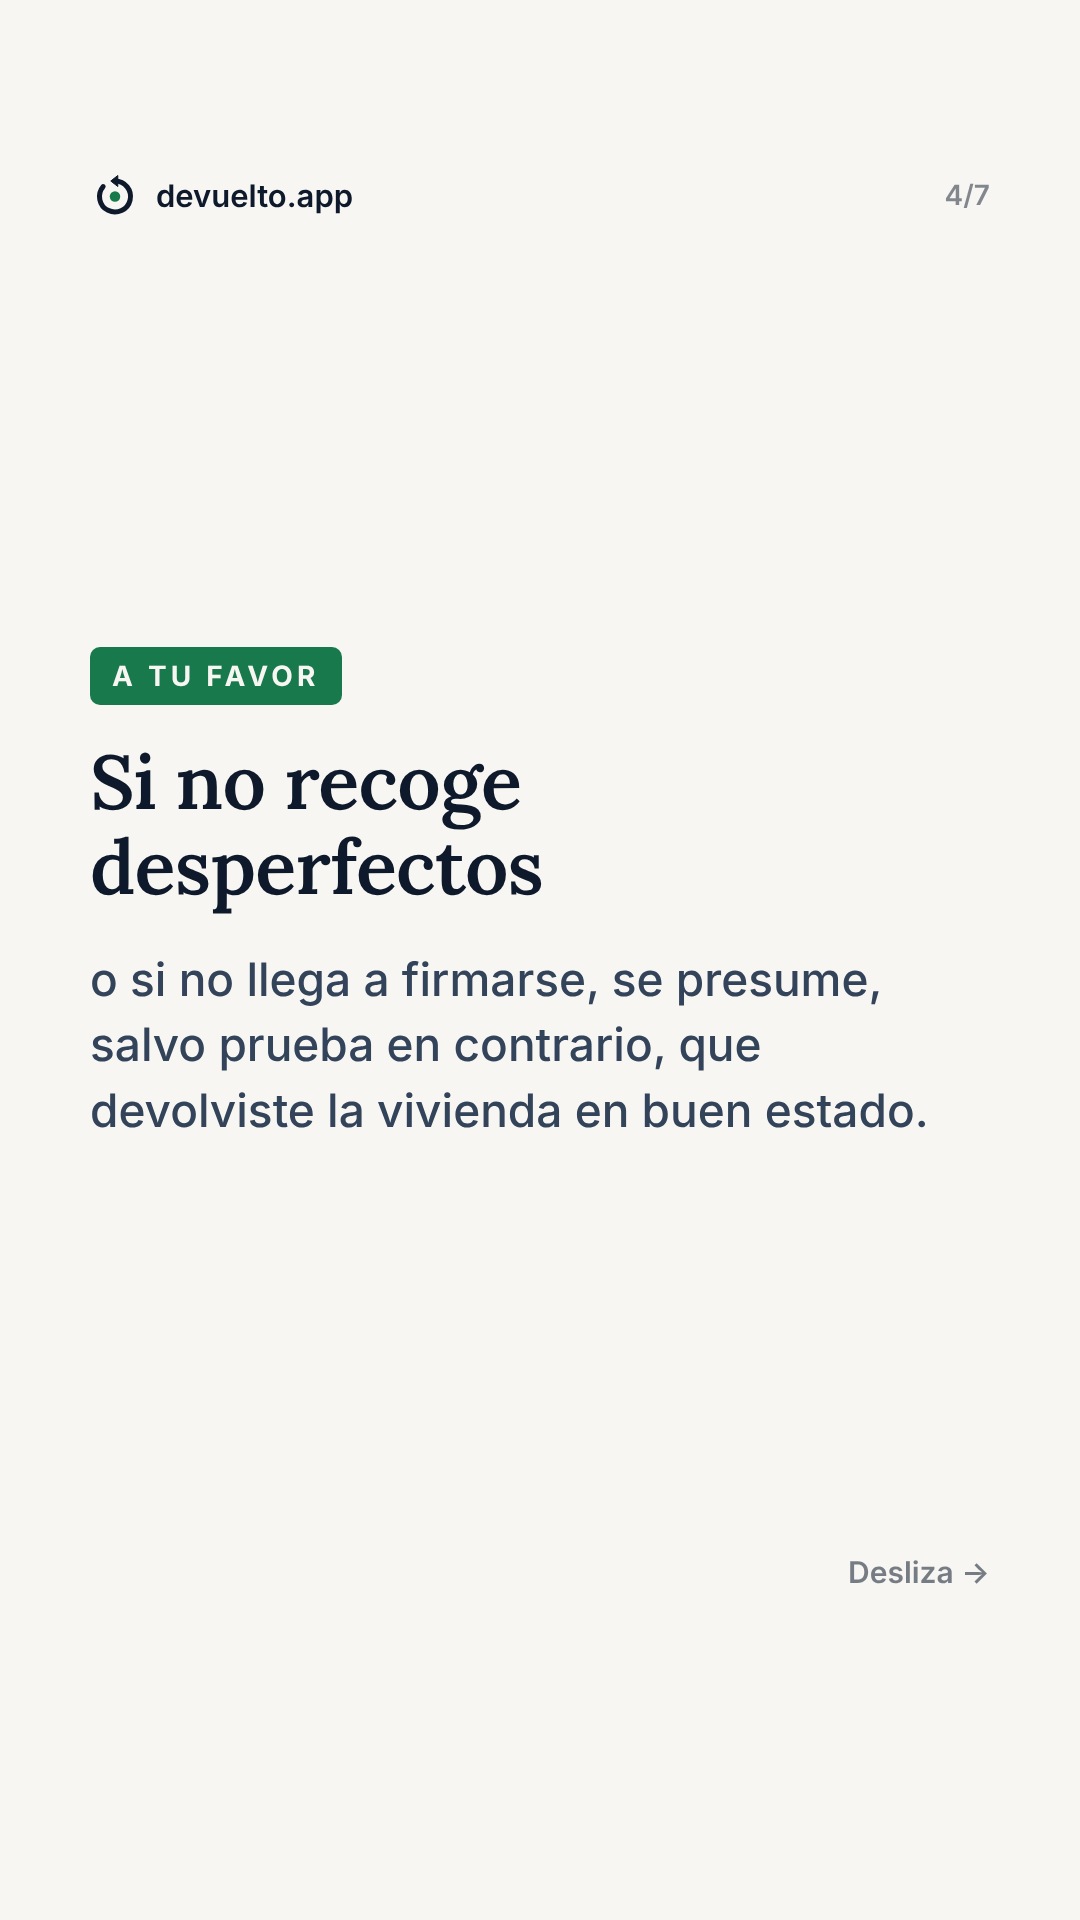 devuelto.app
4/7
A TU FAVOR
Si no recoge
desperfectos
o si no llega a firmarse, se presume,
salvo prueba en contrario, que
devolviste la vivienda en buen estado.
Desliza →